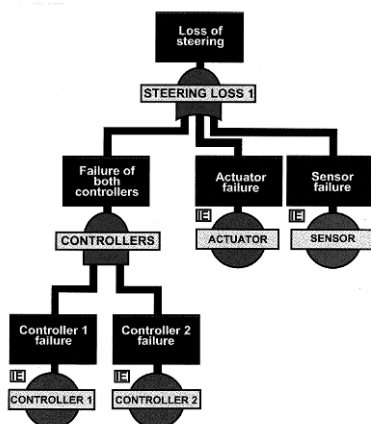 Loss of
steering
STEERING LOSS 1
Failure of
both
controllers
Actuator
failure
Sensor
failure
IE
IE
CONTROLLERS
ACTUATOR
SENSOR
Controller 1
failure
Controller 2
failure
IE
IE
CONTROLLER 1
CONTROLLER 2